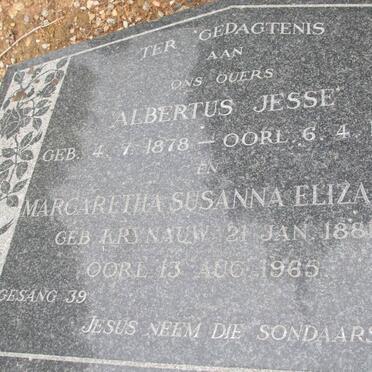 TER GEDAGTENIS
AAN
ONS OUERS
ALBERTUS JESSE
GEB. 4. 7. 1878 — OORL. 6. 4.
EN
MARGARETHA SUSANNA ELIZA
GEB KRYNAUW. 21 JAN. 188
OORL 13 AUG. 1965.
GESANG 39
JESUS NEEM DIE SONDAARS